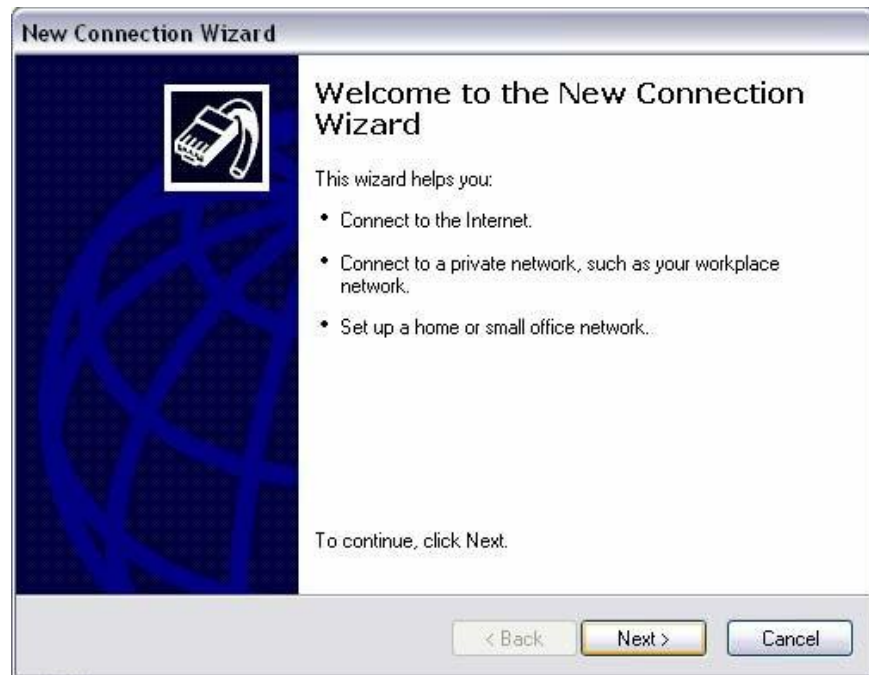 New Connection Wizard
Welcome to the New Connection
Wizard
This wizard helps you:
• Connect to the Internet.
• Connect to a private network, such as your workplace
network.
• Set up a home or small office network.
To continue, click Next.
< Back
Next >
Cancel